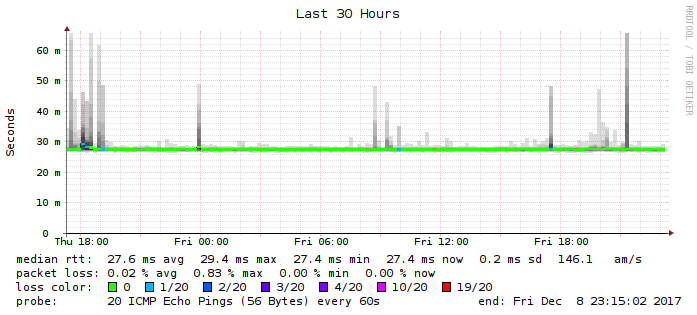 Last 30 Hours
RRDTOOL / TOBI OETIKER
Seconds
60 m
50 m
40 m
30 m
20 m
10 m
0
Thu 18:00 Fri 00:00 Fri 06:00 Fri 12:00 Fri 18:00
median rtt: 27.6 ms avg 29.4 ms max 27.4 ms min 27.4 ms now 0.2 ms sd 146.1 am/s
packet loss: 0.02 % avg 0.83 % max 0.00 % min 0.00 % now
loss color: 0 1/20 2/20 3/20 4/20 10/20 19/20
probe: 20 ICMP Echo Pings (56 Bytes) every 60s end: Fri Dec 8 23:15:02 2017